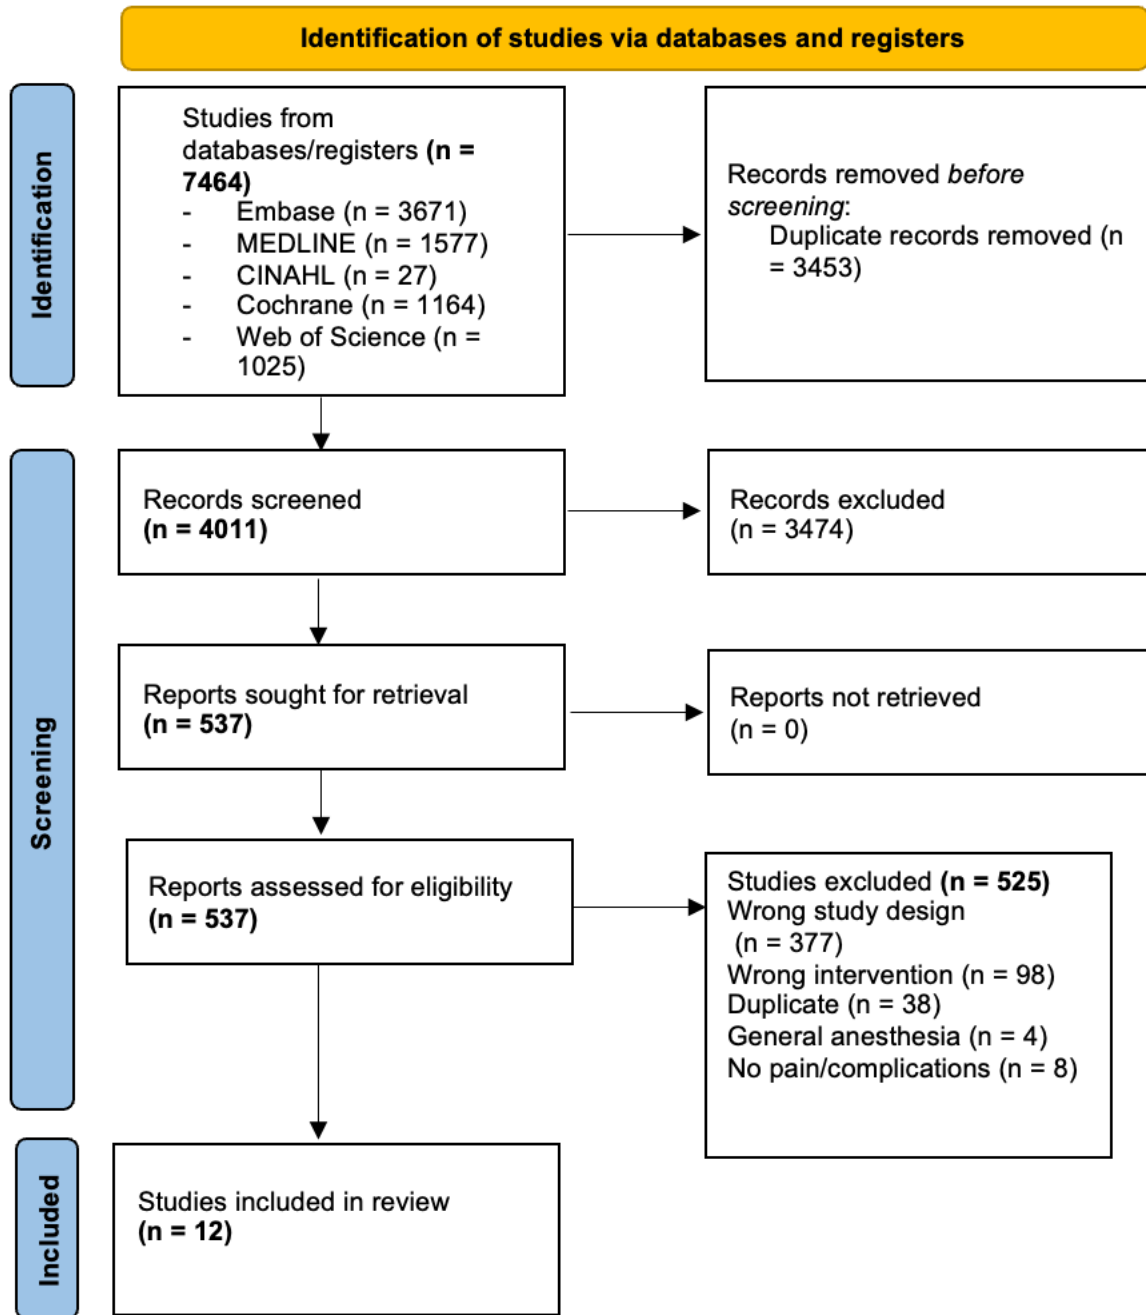 Identification of studies via databases and registers
Identification
Studies from
databases/registers (n =
7464)
- Embase (n = 3671)
- MEDLINE (n = 1577)
- CINAHL (n = 27)
- Cochrane (n = 1164)
- Web of Science (n =
1025)
Records removed before
screening:
Duplicate records removed (n
= 3453)
Screening
Records screened
(n = 4011)
Records excluded
(n = 3474)
Reports sought for retrieval
(n = 537)
Reports not retrieved
(n = 0)
Reports assessed for eligibility
(n = 537)
Studies excluded (n = 525)
Wrong study design
(n = 377)
Wrong intervention (n = 98)
Duplicate (n = 38)
General anesthesia (n = 4)
No pain/complications (n = 8)
Included
Studies included in review
(n = 12)